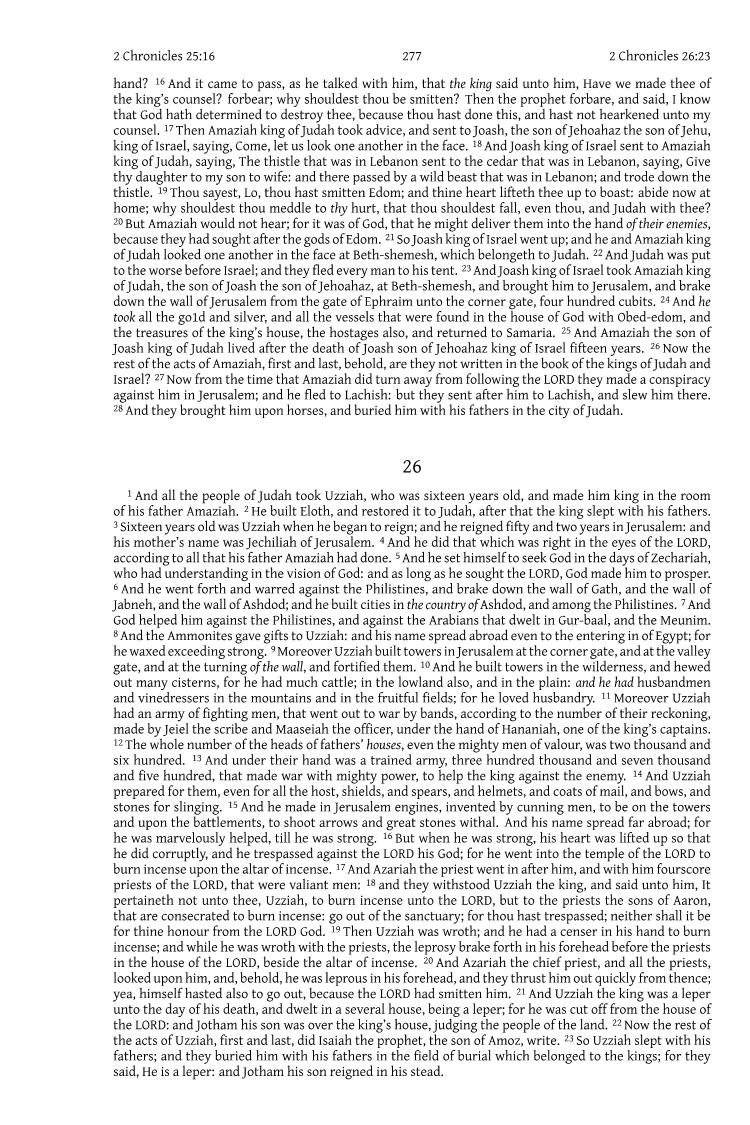 2 Chronicles 25:16 277 2 Chronicles 26:23
hand? 16 And it came to pass, as he talked with him, that the king said unto him, Have we made thee of
the king's counsel? forbear; why shouldest thou be smitten? Then the prophet forbare, and said, I know
that God hath determined to destroy thee, because thou hast done this, and hast not hearkened unto my
counsel. 17 Then Amaziah king of Judah took advice, and sent to Joash, the son of Jehoahaz the son of Jehu,
king of Israel, saying, Come, let us look one another in the face. 18 And Joash king of Israel sent to Amaziah
king of Judah, saying, The thistle that was in Lebanon sent to the cedar that was in Lebanon, saying, Give
thy daughter to my son to wife: and there passed by a wild beast that was in Lebanon; and trode down the
thistle. 19 Thou sayest, Lo, thou hast smitten Edom; and thine heart lifteth thee up to boast: abide now at
home; why shouldest thou meddle to thy hurt, that thou shouldest fall, even thou, and Judah with thee?
20 But Amaziah would not hear; for it was of God, that he might deliver them into the hand of their enemies,
because they had sought after the gods of Edom. 21 So Joash king of Israel went up; and he and Amaziah king
of Judah looked one another in the face at Beth-shemesh, which belongeth to Judah. 22 And Judah was put
to the worse before Israel; and they fled every man to his tent. 23 And Joash king of Israel took Amaziah king
of Judah, the son of Joash the son of Jehoahaz, at Beth-shemesh, and brought him to Jerusalem, and brake
down the wall of Jerusalem from the gate of Ephraim unto the corner gate, four hundred cubits. 24 And he
took all the go1d and silver, and all the vessels that were found in the house of God with Obed-edom, and
the treasures of the king's house, the hostages also, and returned to Samaria. 25 And Amaziah the son of
Joash king of Judah lived after the death of Joash son of Jehoahaz king of Israel fifteen years. 26 Now the
rest of the acts of Amaziah, first and last, behold, are they not written in the book of the kings of Judah and
Israel? 27 Now from the time that Amaziah did turn away from following the LORD they made a conspiracy
against him in Jerusalem; and he fled to Lachish: but they sent after him to Lachish, and slew him there.
28 And they brought him upon horses, and buried him with his fathers in the city of Judah.
26
1 And all the people of Judah took Uzziah, who was sixteen years old, and made him king in the room
of his father Amaziah. 2 He built Eloth, and restored it to Judah, after that the king slept with his fathers.
3 Sixteen years old was Uzziah when he began to reign; and he reigned fifty and two years in Jerusalem: and
his mother's name was Jechiliah of Jerusalem. 4 And he did that which was right in the eyes of the LORD,
according to all that his father Amaziah had done. 5 And he set himself to seek God in the days of Zechariah,
who had understanding in the vision of God: and as long as he sought the LORD, God made him to prosper.
6 And he went forth and warred against the Philistines, and brake down the wall of Gath, and the wall of
Jabneh, and the wall of Ashdod; and he built cities in the country of Ashdod, and among the Philistines. 7 And
God helped him against the Philistines, and against the Arabians that dwelt in Gur-baal, and the Meunim.
8 And the Ammonites gave gifts to Uzziah: and his name spread abroad even to the entering in of Egypt; for
he waxed exceeding strong. 9 Moreover Uzziah built towers in Jerusalem at the corner gate, and at the valley
gate, and at the turning of the wall, and fortified them. 10 And he built towers in the wilderness, and hewed
out many cisterns, for he had much cattle; in the lowland also, and in the plain: and he had husbandmen
and vinedressers in the mountains and in the fruitful fields; for he loved husbandry. 11 Moreover Uzziah
had an army of fighting men, that went out to war by bands, according to the number of their reckoning,
made by Jeiel the scribe and Maaseiah the officer, under the hand of Hananiah, one of the king's captains.
12 The whole number of the heads of fathers' houses, even the mighty men of valour, was two thousand and
six hundred. 13 And under their hand was a trained army, three hundred thousand and seven thousand
and five hundred, that made war with mighty power, to help the king against the enemy. 14 And Uzziah
prepared for them, even for all the host, shields, and spears, and helmets, and coats of mail, and bows, and
stones for slinging. 15 And he made in Jerusalem engines, invented by cunning men, to be on the towers
and upon the battlements, to shoot arrows and great stones withal. And his name spread far abroad; for
he was marvelously helped, till he was strong. 16 But when he was strong, his heart was lifted up so that
he did corruptly, and he trespassed against the LORD his God; for he went into the temple of the LORD to
burn incense upon the altar of incense. 17 And Azariah the priest went in after him, and with him fourscore
priests of the LORD, that were valiant men: 18 and they withstood Uzziah the king, and said unto him, It
pertaineth not unto thee, Uzziah, to burn incense unto the LORD, but to the priests the sons of Aaron,
that are consecrated to burn incense: go out of the sanctuary; for thou hast trespassed; neither shall it be
for thine honour from the LORD God. 19 Then Uzziah was wroth; and he had a censer in his hand to burn
incense; and while he was wroth with the priests, the leprosy brake forth in his forehead before the priests
in the house of the LORD, beside the altar of incense. 20 And Azariah the chief priest, and all the priests,
looked upon him, and, behold, he was leprous in his forehead, and they thrust him out quickly from thence;
yea, himself hasted also to go out, because the LORD had smitten him. 21 And Uzziah the king was a leper
unto the day of his death, and dwelt in a several house, being a leper; for he was cut off from the house of
the LORD: and Jotham his son was over the king's house, judging the people of the land. 22 Now the rest of
the acts of Uzziah, first and last, did Isaiah the prophet, the son of Amoz, write. 23 So Uzziah slept with his
fathers; and they buried him with his fathers in the field of burial which belonged to the kings; for they
said, He is a leper: and Jotham his son reigned in his stead.